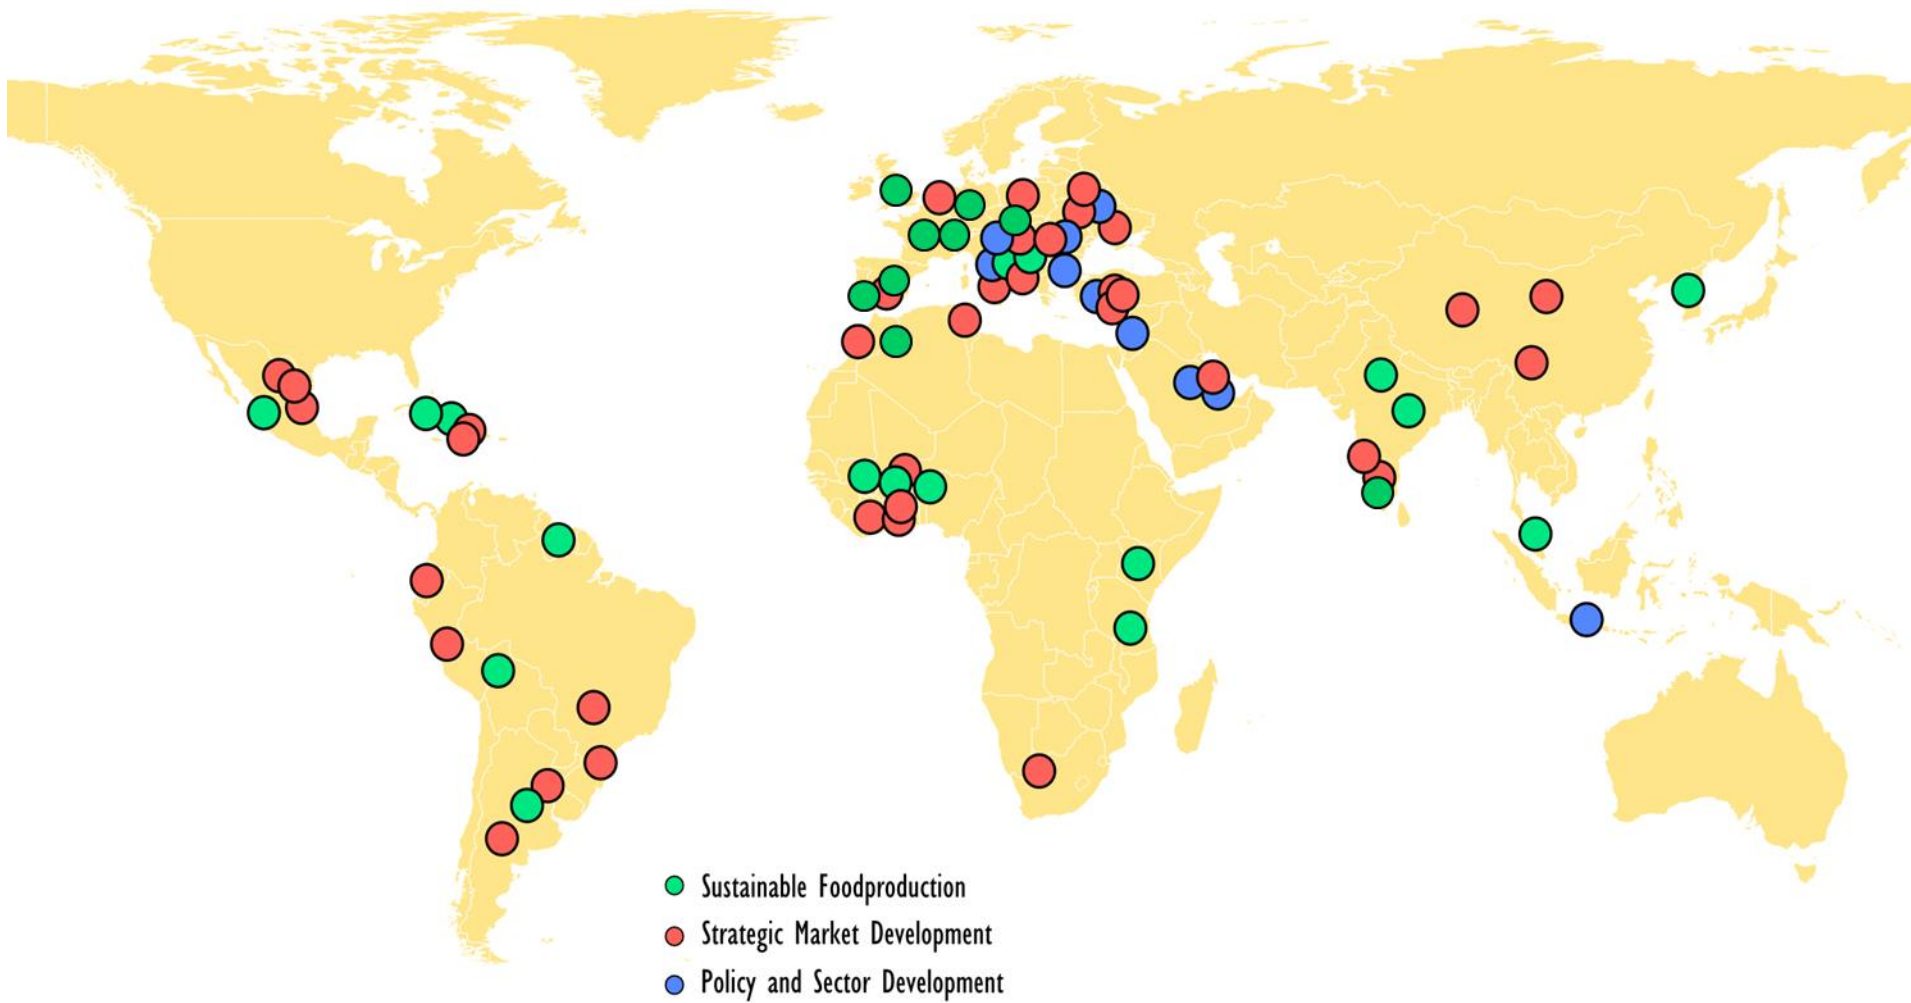 Sustainable Foodproduction
Strategic Market Development
Policy and Sector Development